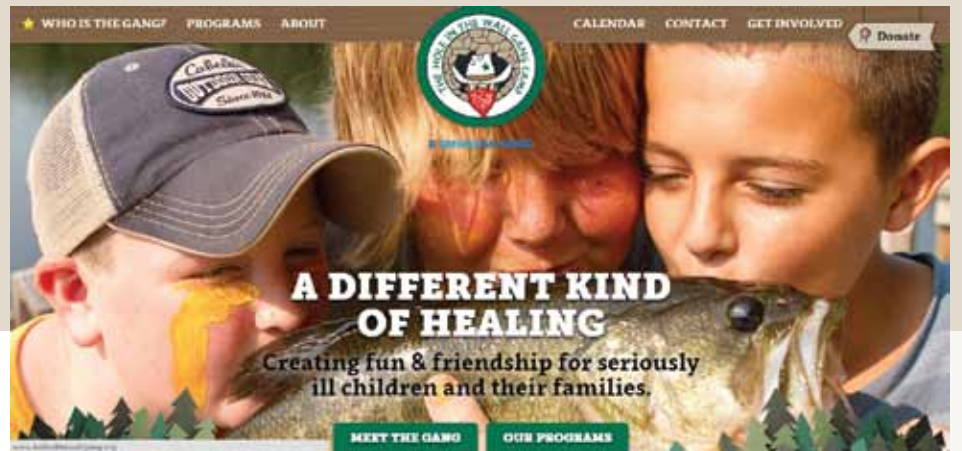 WHO IS THE GANG?
PROGRAMS
ABOUT
THE HOLE IN THE WALL GANG CAMP
CALENDAR
CONTACT
GET INVOLVED
Donate
Cabela's
OUTDOOR
Since 1961
A DIFFERENT KIND
OF HEALING
Creating fun & friendship for seriously
ill children and their families.
MEET THE GANG
OUR PROGRAMS